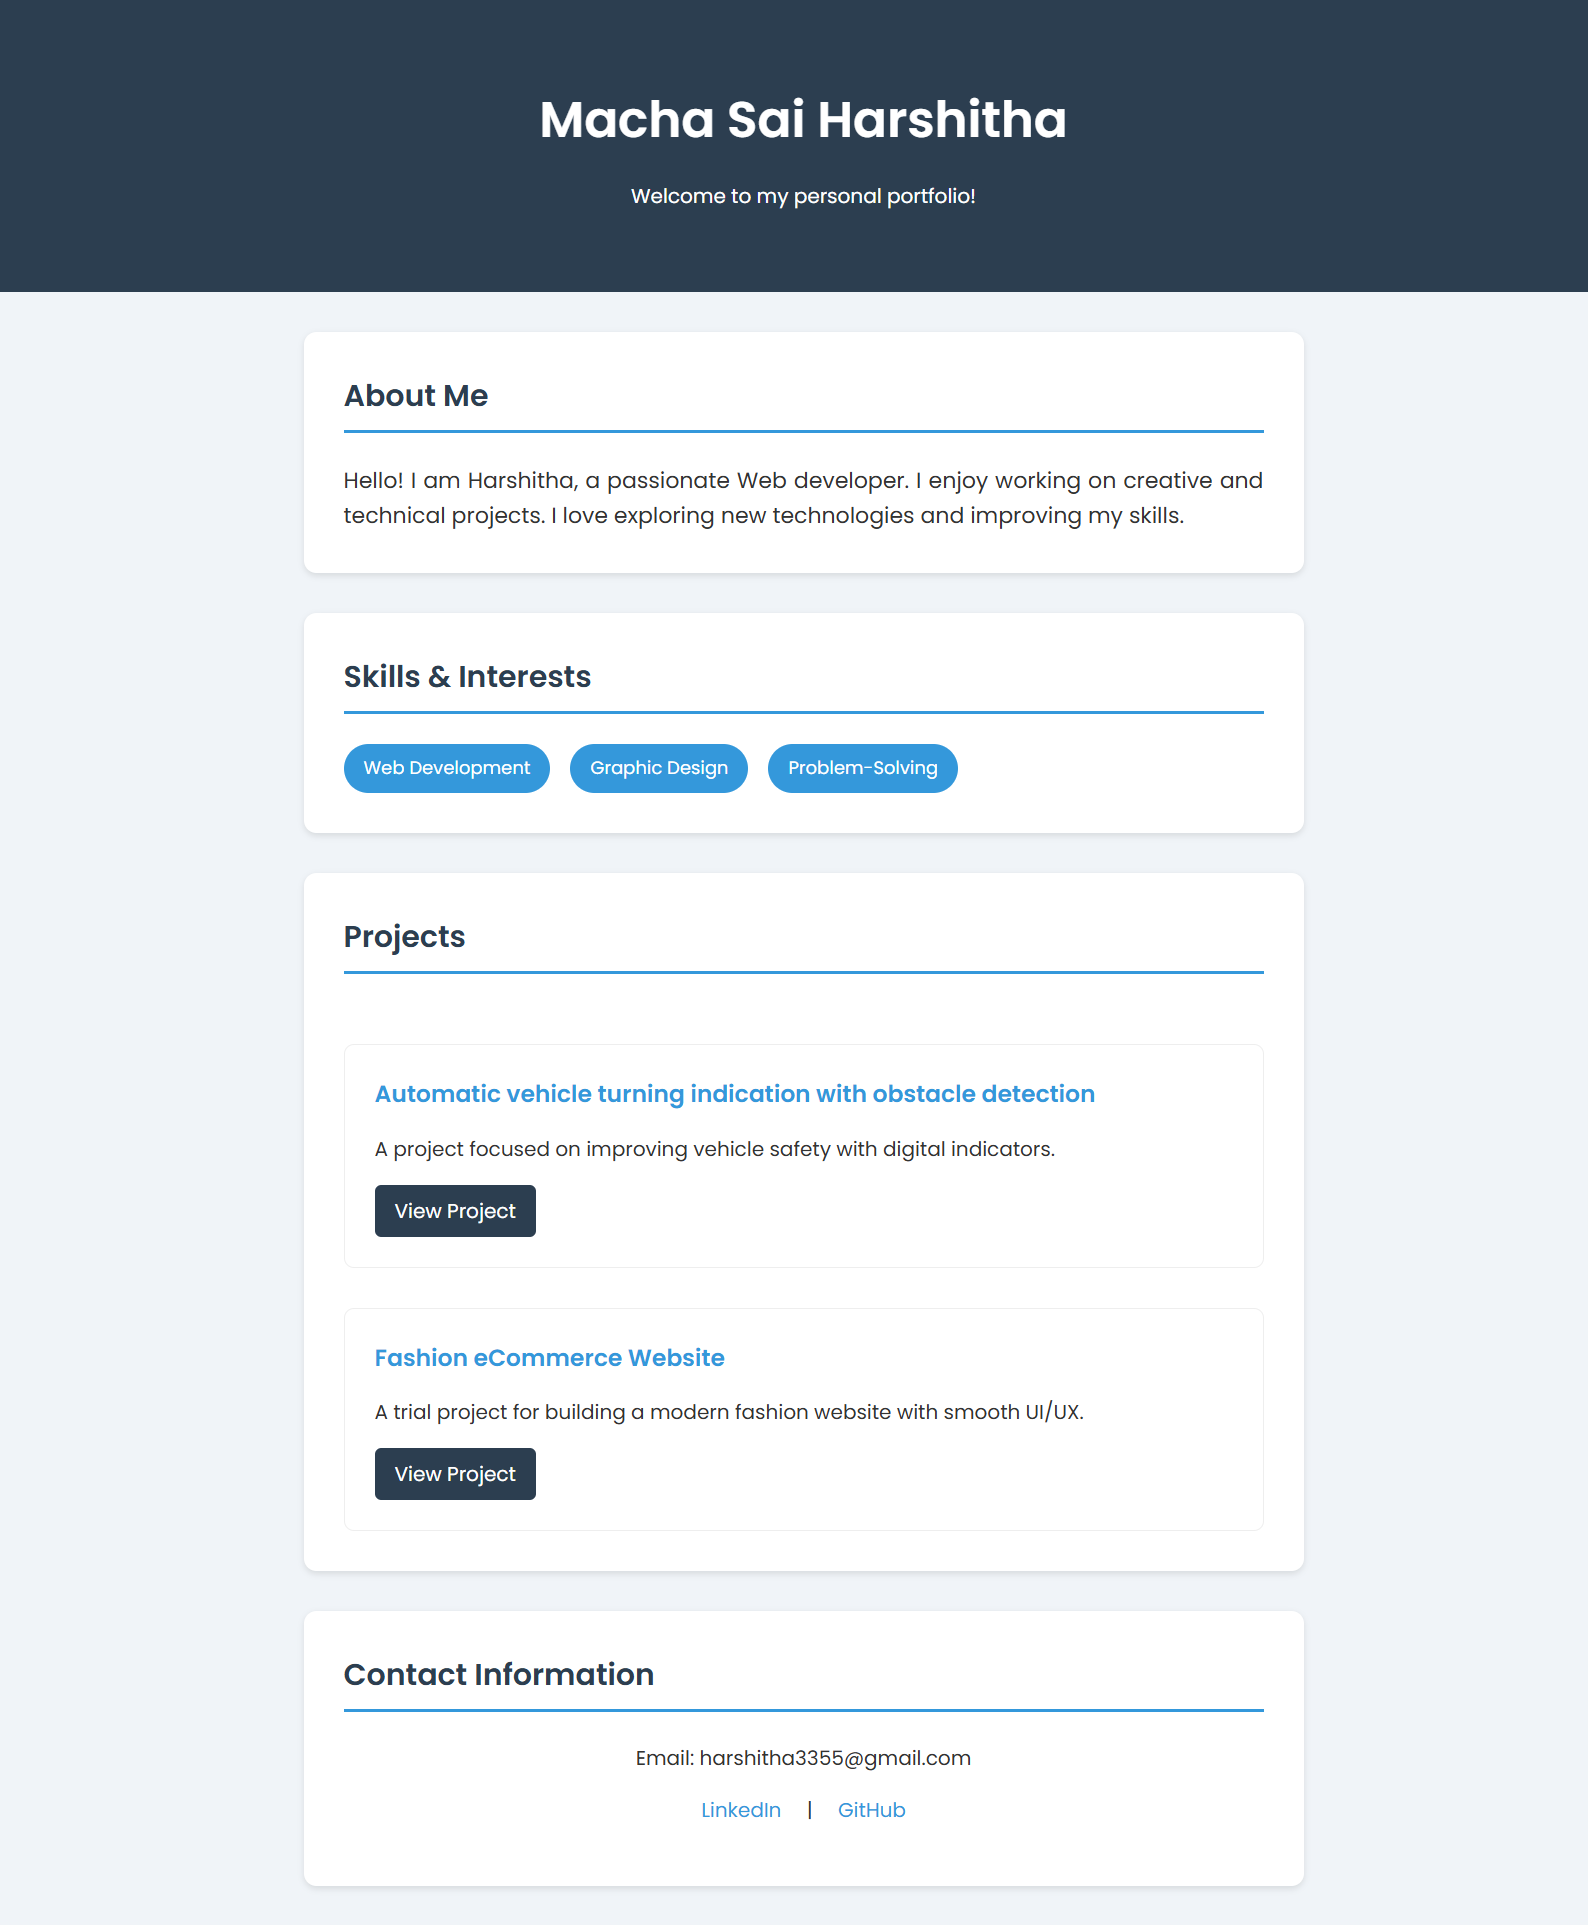 Macha Sai Harshitha
Welcome to my personal portfolio!
About Me
Hello! I am Harshitha, a passionate Web developer. I enjoy working on creative and
technical projects. I love exploring new technologies and improving my skills.
Skills & Interests
Web Development Graphic Design Problem-Solving
Projects
Automatic vehicle turning indication with obstacle detection
A project focused on improving vehicle safety with digital indicators.
View Project
Fashion eCommerce Website
A trial project for building a modern fashion website with smooth UI/UX.
View Project
Contact Information
Email: harshitha3355@gmail.com
LinkedIn | GitHub